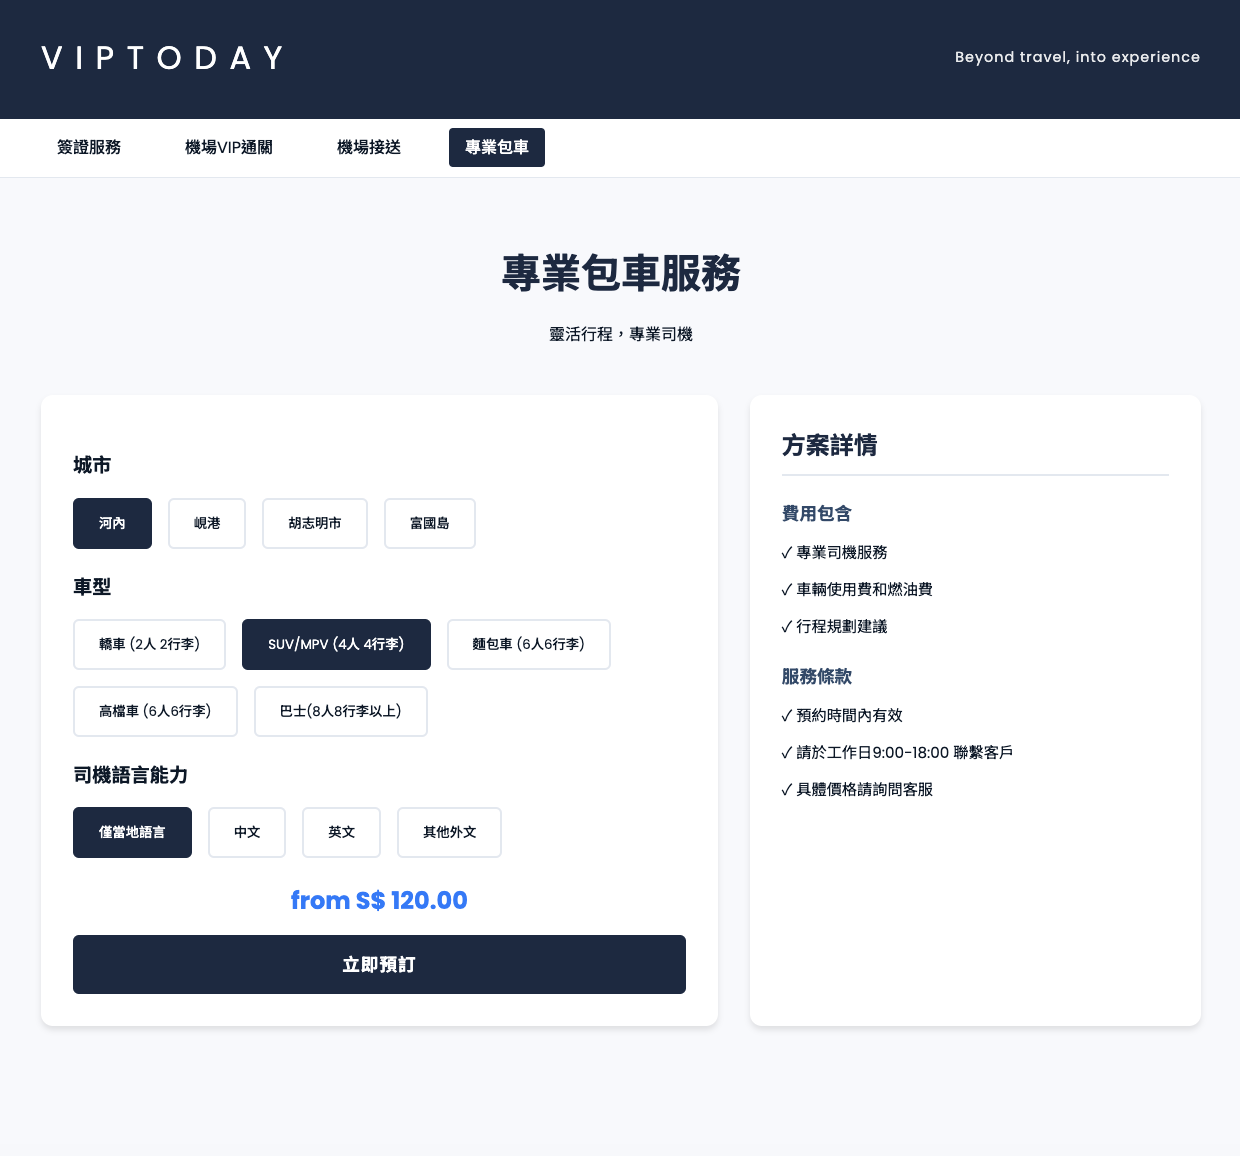 VIPTODAY
Beyond travel, into experience
簽證服務
機場VIP通關
機場接送
專業包車
專業包車服務
靈活行程，專業司機
城市
河內
峴港
胡志明市
富國島
車型
轎車 (2人 2行李)
SUV/MPV (4人 4行李)
麵包車 (6人6行李)
高檔車 (6人6行李)
巴士(8人8行李以上)
司機語言能力
僅當地語言
中文
英文
其他外文
from S$ 120.00
立即預訂
方案詳情
費用包含
✓ 專業司機服務
✓ 車輛使用費和燃油費
✓ 行程規劃建議
服務條款
✓ 預約時間內有效
✓ 請於工作日9:00-18:00 聯繫客戶
✓ 具體價格請詢問客服